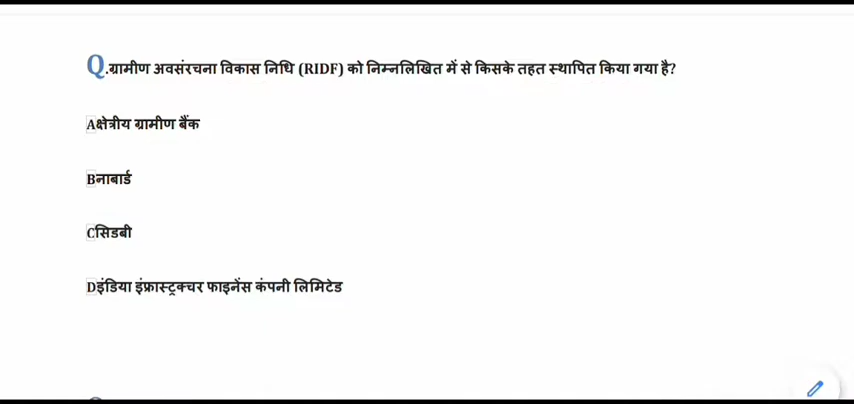 Q.ग्रामीण अवसंरचना विकास निधि (RIDF) को निम्नलिखित में से किसके तहत स्थापित किया गया है?
Aक्षेत्रीय ग्रामीण बैंक
Bनाबार्ड
Cसिडबी
Dइंडिया इंफ्रास्ट्रक्चर फाइनेंस कंपनी लिमिटेड